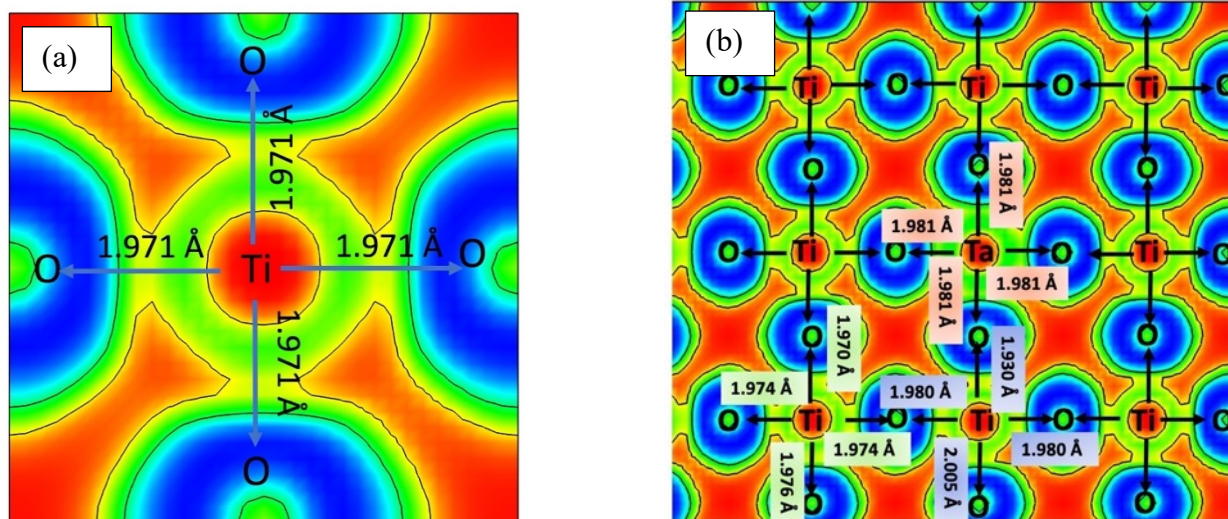 (a)
O
1.971 Å
1.971 Å
1.971 Å
O
Ti
O
1.971 Å
O
(b)
O Ti O Ti O Ti O
O O O
1.981 Å
1.981 Å
O Ti O Ta O Ti O
1.981 Å
1.981 Å
O O O
1.970 Å
1.930 Å
1.974 Å
1.980 Å
O Ti O Ti O Ti O
1.974 Å
1.980 Å
1.976 Å
2.005 Å
O O O